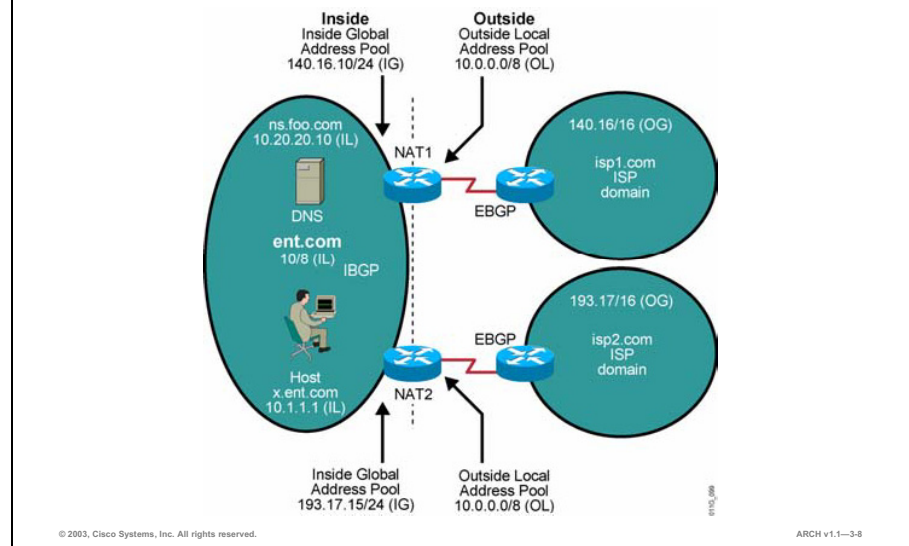 Inside
Inside Global
Address Pool
140.16.10/24 (IG)
Outside
Outside Local
Address Pool
10.0.0.0/8 (OL)
ns.foo.com
10.20.20.10 (IL)
DNS
ent.com
10/8 (IL)
IBGP
Host
x.ent.com
10.1.1.1 (IL)
NAT1
EBGP
140.16/16 (OG)
isp1.com
ISP
domain
EBGP
NAT2
193.17/16 (OG)
isp2.com
ISP
domain
Inside Global
Address Pool
193.17.15/24 (IG)
Outside Local
Address Pool
10.0.0.0/8 (OL)
© 2003, Cisco Systems, Inc. All rights reserved.
ARCH v1.1—3-8